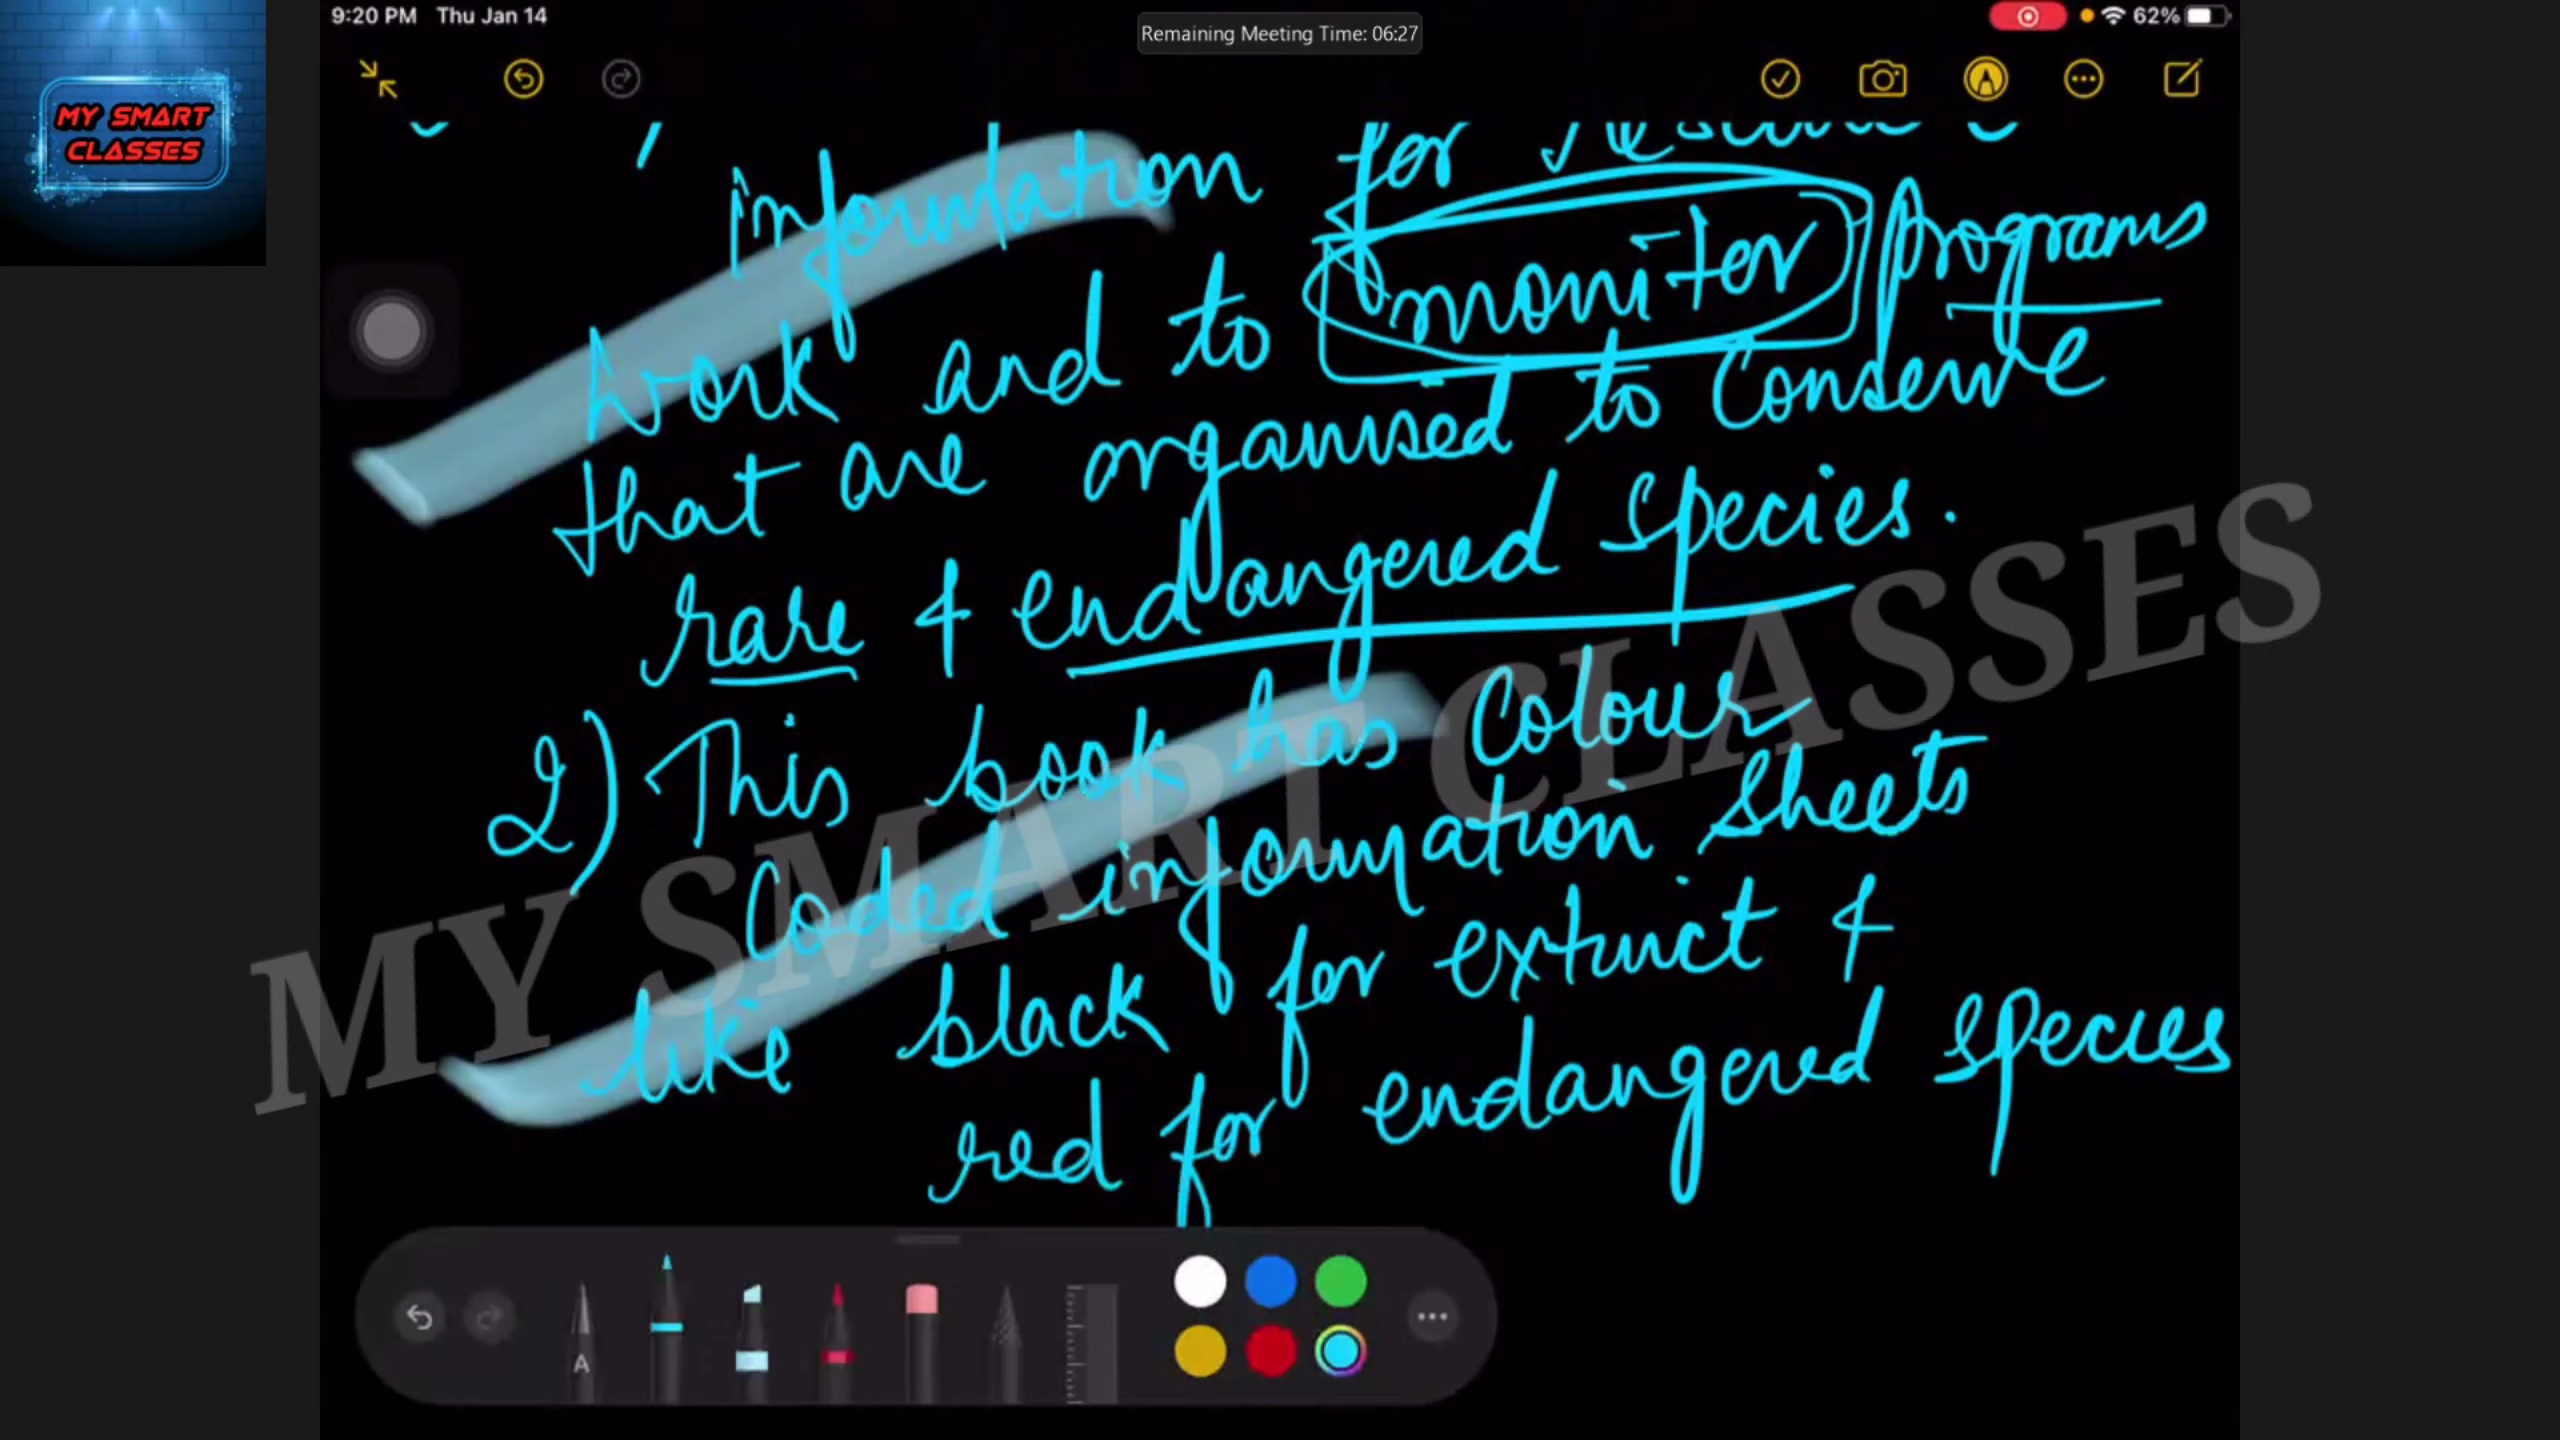 9:20 PM Thu Jan 14
Remaining Meeting Time: 06:27
62%
MY SMART
CLASSES
information for
work and to monitor programs
that are organised to conserve
rare & endangered species.
2) This book has colour
coded information sheets
like black for extinct &
red for endangered species
MY SMART CLASSES
A